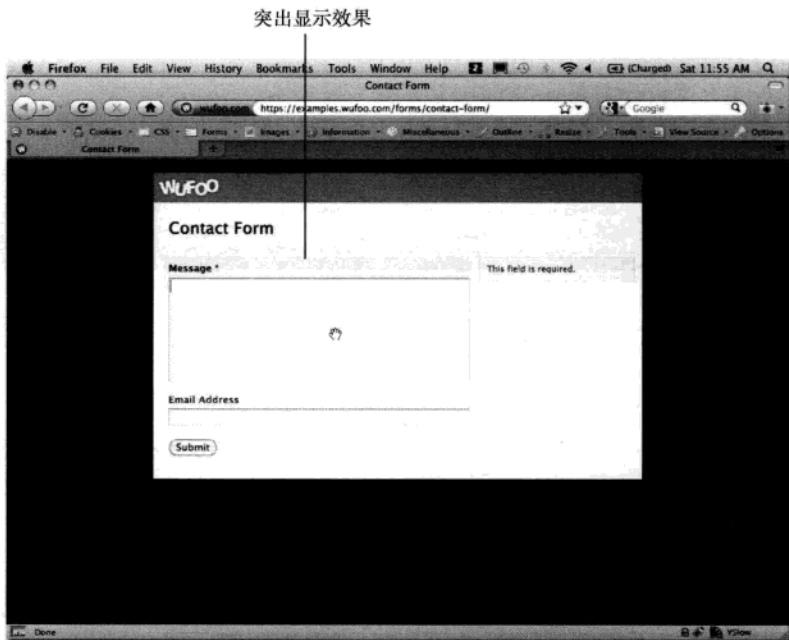 突出显示效果
Firefox File Edit View History Bookmarks Tools Window Help (Charged) Sat 11:55 AM
Contact Form
wufoo.com https://examples.wufoo.com/forms/contact-form/ Google
Disable Cookies CSS Forms Images Information Miscellaneous Outline Resize Tools View Source Options
Contact Form
WUFOO
Contact Form
Message *
This field is required.
Email Address
Submit
Done
YSlow